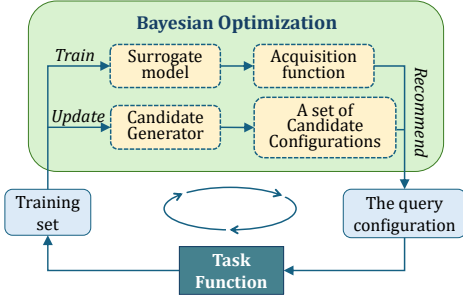 Bayesian Optimization
Train
Surrogate
model
Acquisition
function
Update
Candidate
Generator
A set of
Candidate
Configurations
Recommend
Training
set
The query
configuration
Task
Function